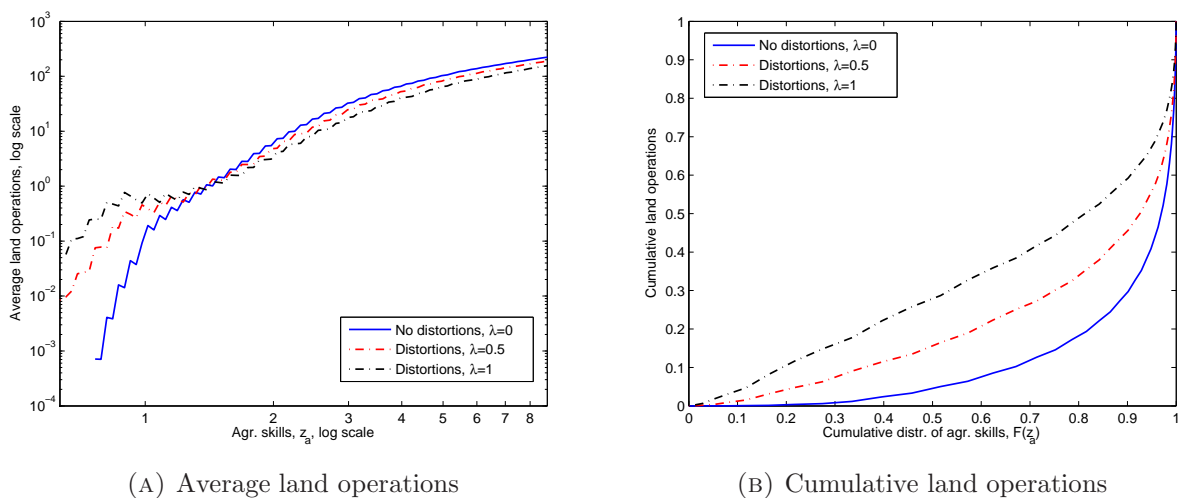 10^3
10^2
10^1
10^0
10^-1
10^-2
10^-3
10^-4
Average land operations, log scale
No distortions, λ=0
Distortions, λ=0.5
Distortions, λ=1
1 2 3 4 5 6 7 8
Agr. skills, z_a, log scale
(A) Average land operations
1
0.9
0.8
0.7
0.6
0.5
0.4
0.3
0.2
0.1
0
Cumulative land operations
No distortions, λ=0
Distortions, λ=0.5
Distortions, λ=1
0 0.1 0.2 0.3 0.4 0.5 0.6 0.7 0.8 0.9 1
Cumulative distr. of agr. skills, F(z_a)
(B) Cumulative land operations